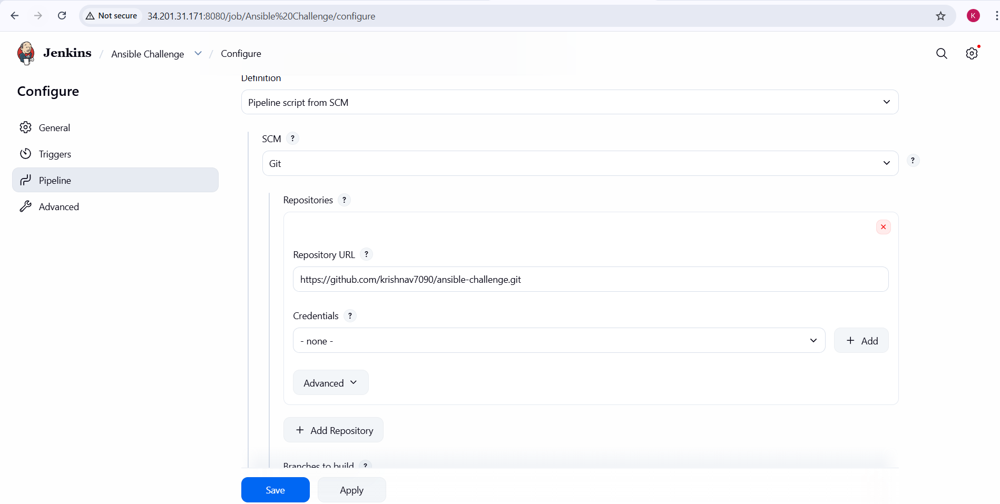 Not secure 34.201.31.171:8080/job/Ansible%20Challenge/configure K
Jenkins / Ansible Challenge / Configure
Configure
General
Triggers
Pipeline
Advanced
Definition
Pipeline script from SCM
SCM ?
Git
?
Repositories ?
Repository URL ?
https://github.com/krishnav7090/ansible-challenge.git
Credentials ?
- none -
+ Add
Advanced
+ Add Repository
Branches to build ?
Save
Apply